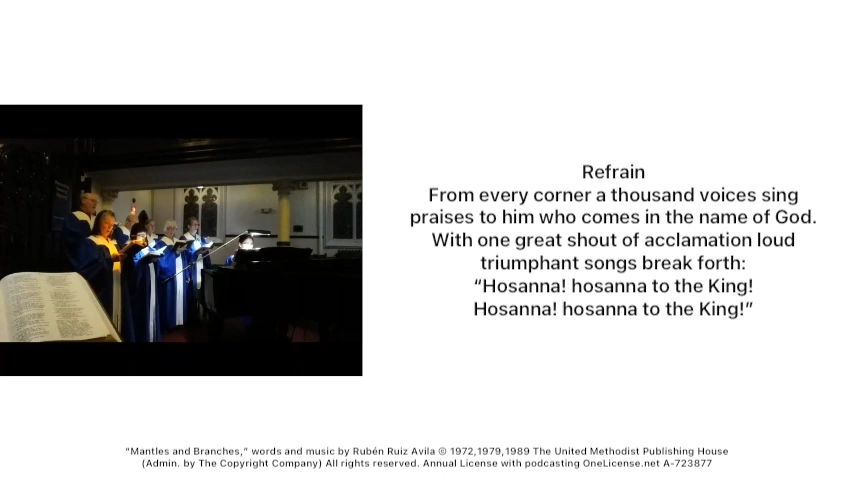 Refrain
From every corner a thousand voices sing
praises to him who comes in the name of God.
With one great shout of acclamation loud
triumphant songs break forth:
“Hosanna! hosanna to the King!
Hosanna! hosanna to the King!”
“Mantles and Branches,” words and music by Rubén Ruiz Avila © 1972,1979,1989 The United Methodist Publishing House
(Admin. by The Copyright Company) All rights reserved. Annual License with podcasting OneLicense.net A-723877